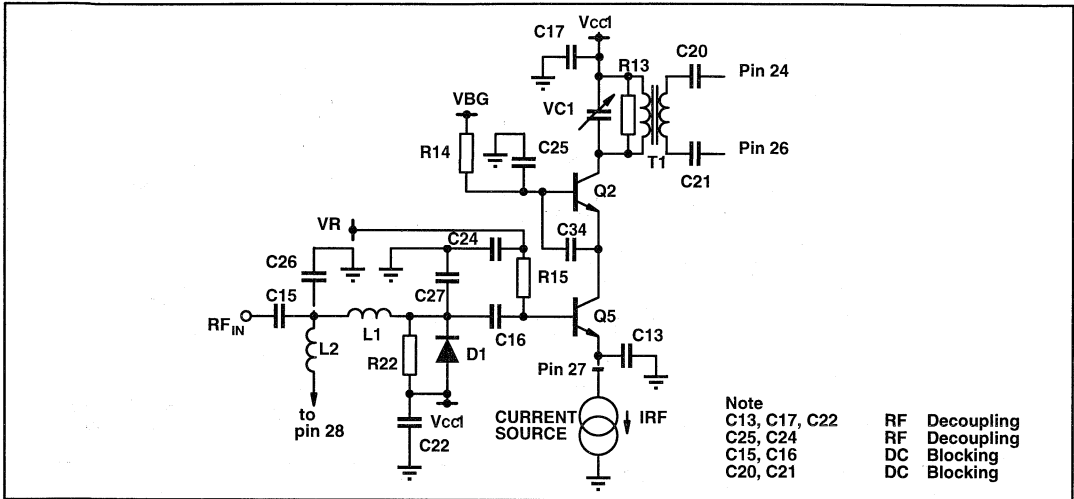 C17
Vcc1
R13
C20
Pin 24
VBG
VC1
R14
C25
T1
Pin 26
C21
Q2
VR
C24
C34
C26
R15
C27
C15
RFIN
L1
C16
Q5
L2
R22
D1
C13
Pin 27
to
pin 28
Vcc1
C22
CURRENT
SOURCE
IRF
Note
C13, C17, C22 RF Decoupling
C25, C24 RF Decoupling
C15, C16 DC Blocking
C20, C21 DC Blocking